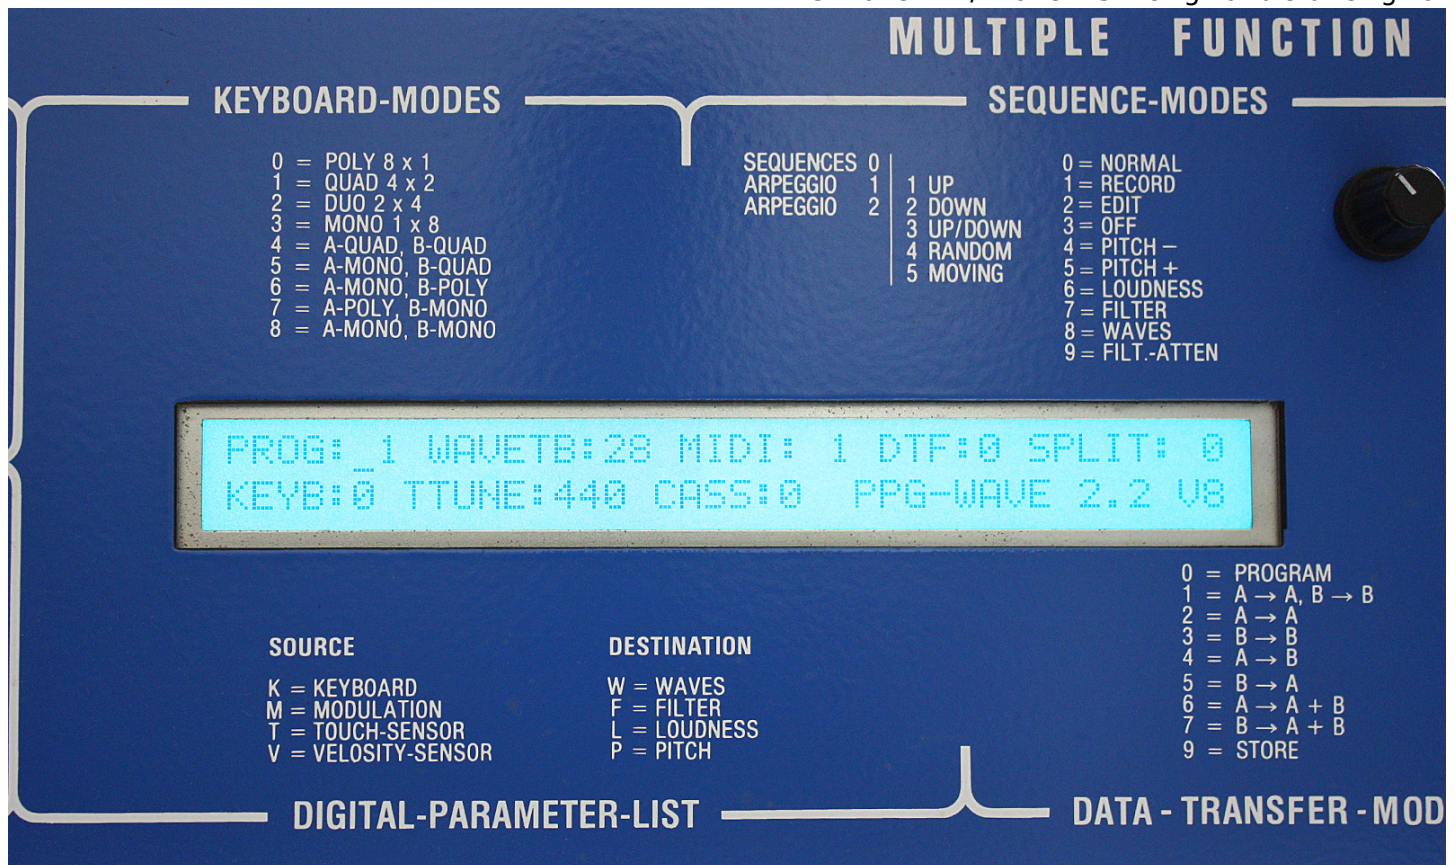 MULTIPLE FUNCTION
KEYBOARD-MODES
0 = POLY 8 x 1
1 = QUAD 4 x 2
2 = DUO 2 x 4
3 = MONO 1 x 8
4 = A-QUAD, B-QUAD
5 = A-MONO, B-QUAD
6 = A-MONO, B-POLY
7 = A-POLY, B-MONO
8 = A-MONO, B-MONO
SEQUENCE-MODES
SEQUENCES 0
ARPEGGIO 1
ARPEGGIO 2
1 UP
2 DOWN
3 UP/DOWN
4 RANDOM
5 MOVING
0 = NORMAL
1 = RECORD
2 = EDIT
3 = OFF
4 = PITCH −
5 = PITCH +
6 = LOUDNESS
7 = FILTER
8 = WAVES
9 = FILT.-ATTEN
PROG:_1 WAVETB:28 MIDI: 1 DTF:0 SPLIT: 0
KEYB:0 TTUNE:440 CASS:0 PPG-WAVE 2.2 V8
SOURCE
K = KEYBOARD
M = MODULATION
T = TOUCH-SENSOR
V = VELOSITY-SENSOR
DESTINATION
W = WAVES
F = FILTER
L = LOUDNESS
P = PITCH
DIGITAL-PARAMETER-LIST
0 = PROGRAM
1 = A → A, B → B
2 = A → A
3 = B → B
4 = A → B
5 = B → A
6 = A → A + B
7 = B → A + B
9 = STORE
DATA - TRANSFER - MOD